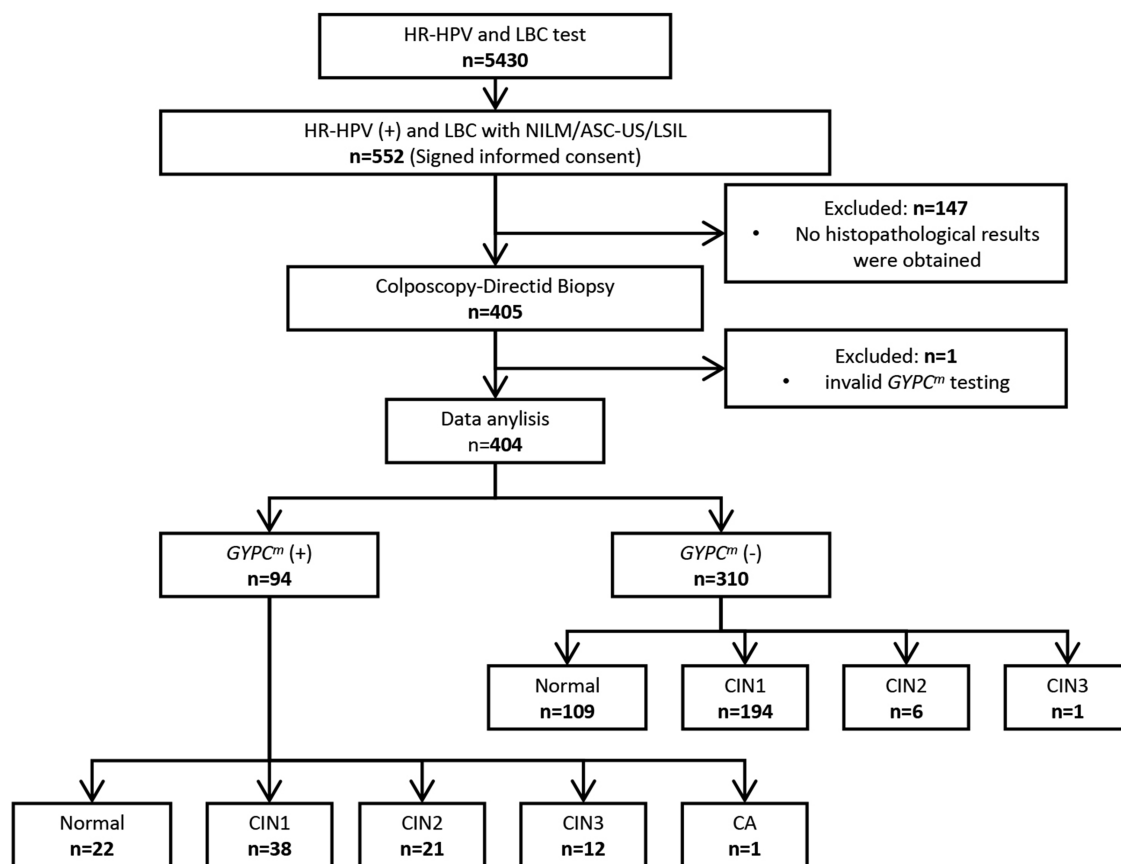 HR-HPV and LBC test
n=5430
HR-HPV (+) and LBC with NILM/ASC-US/LSIL
n=552 (Signed informed consent)
Excluded: n=147
• No histopathological results
were obtained
Colposcopy-Directid Biopsy
n=405
Excluded: n=1
• invalid GYPCᵐ testing
Data anylisis
n=404
GYPCᵐ (+)
n=94
GYPCᵐ (-)
n=310
Normal
n=109
CIN1
n=194
CIN2
n=6
CIN3
n=1
Normal
n=22
CIN1
n=38
CIN2
n=21
CIN3
n=12
CA
n=1